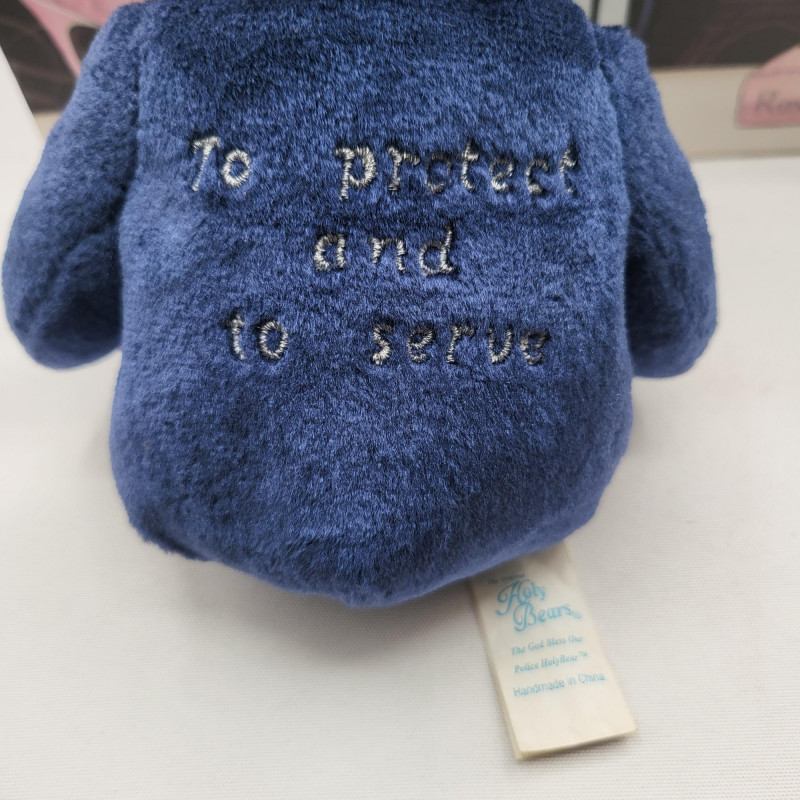 To protect
and
to serve
Holy
Bears
The God Bless Our
Police HolyBear™
Handmade in China